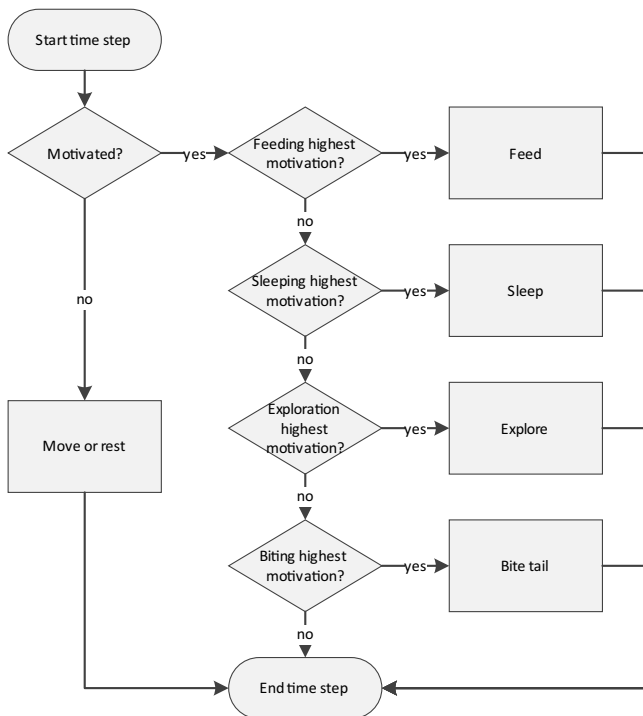 Start time step
Motivated?
yes
Feeding highest
motivation?
yes
Feed
no
no
Sleeping highest
motivation?
yes
Sleep
no
Move or rest
Exploration
highest
motivation?
yes
Explore
no
Biting highest
motivation?
yes
Bite tail
no
End time step